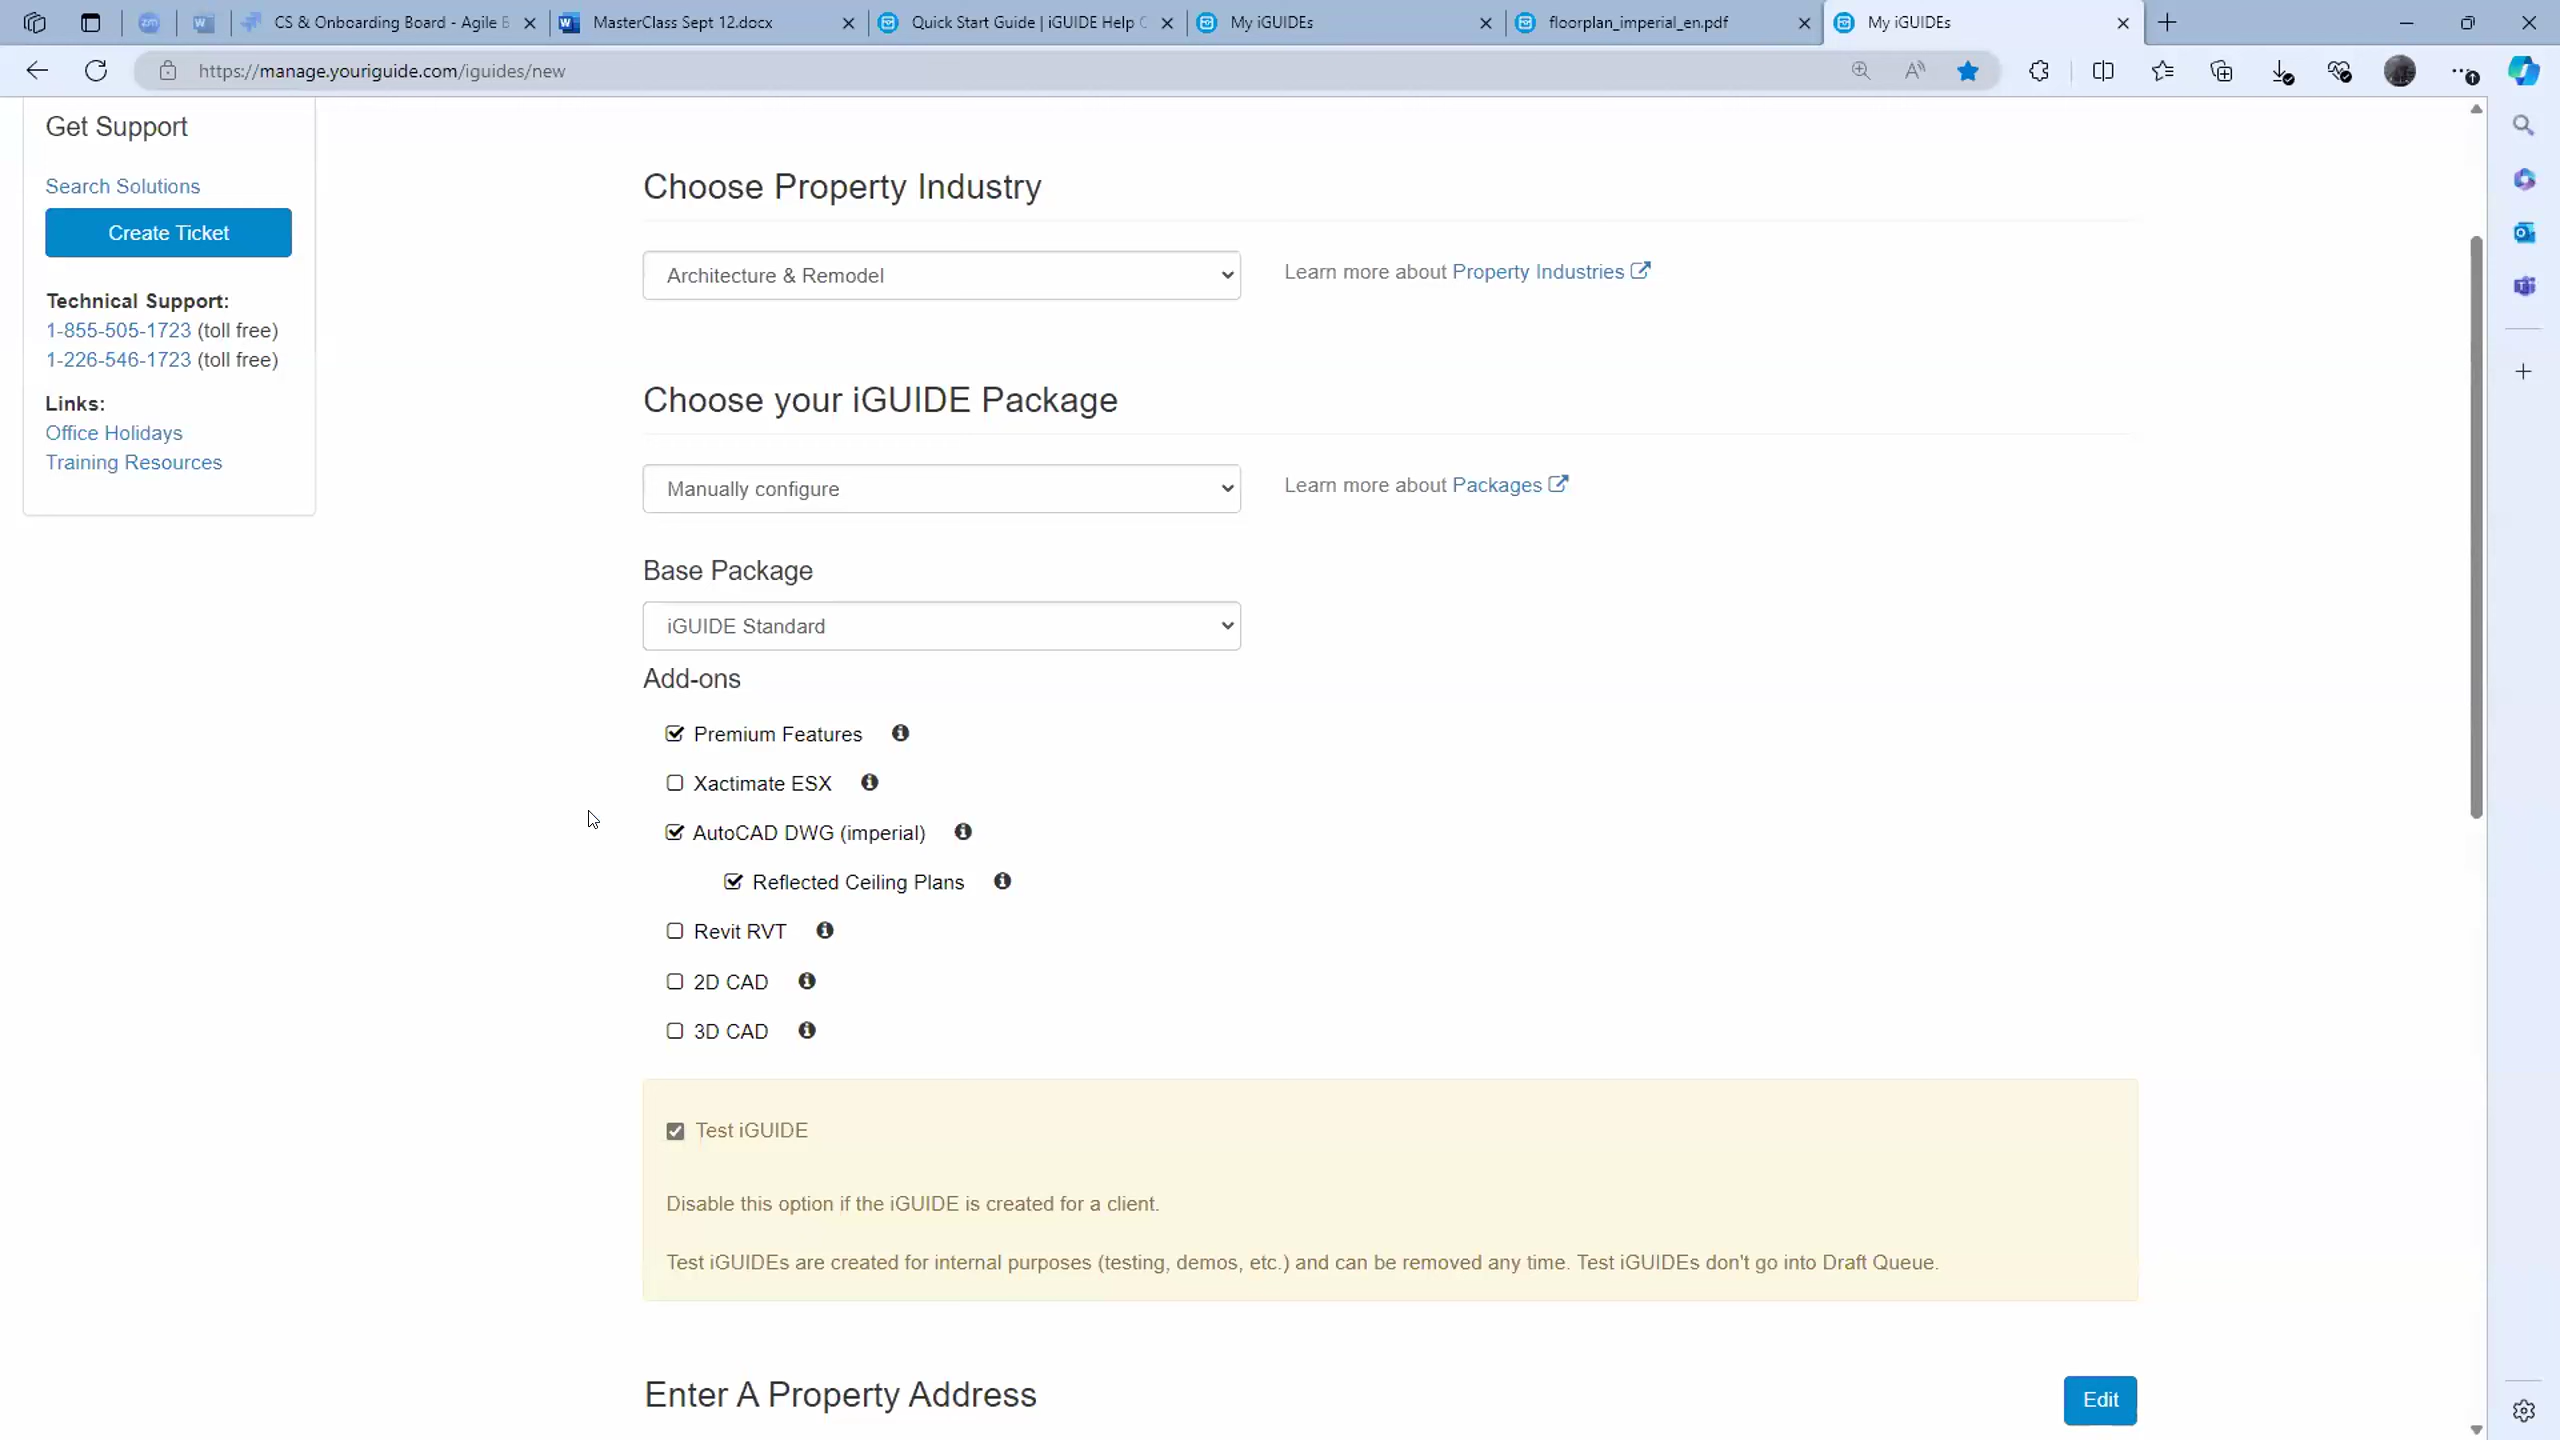 CS & Onboarding Board - Agile B
MasterClass Sept 12.docx
Quick Start Guide | iGUIDE Help C
My iGUIDEs
floorplan_imperial_en.pdf
My iGUIDEs
https://manage.youriguide.com/iguides/new
Get Support
Search Solutions
Create Ticket
Technical Support:
1-855-505-1723 (toll free)
1-226-546-1723 (toll free)
Links:
Office Holidays
Training Resources
Choose Property Industry
Architecture & Remodel
Learn more about Property Industries
Choose your iGUIDE Package
Manually configure
Learn more about Packages
Base Package
iGUIDE Standard
Add-ons
Premium Features
Xactimate ESX
AutoCAD DWG (imperial)
Reflected Ceiling Plans
Revit RVT
2D CAD
3D CAD
Test iGUIDE
Disable this option if the iGUIDE is created for a client.
Test iGUIDEs are created for internal purposes (testing, demos, etc.) and can be removed any time. Test iGUIDEs don't go into Draft Queue.
Enter A Property Address
Edit